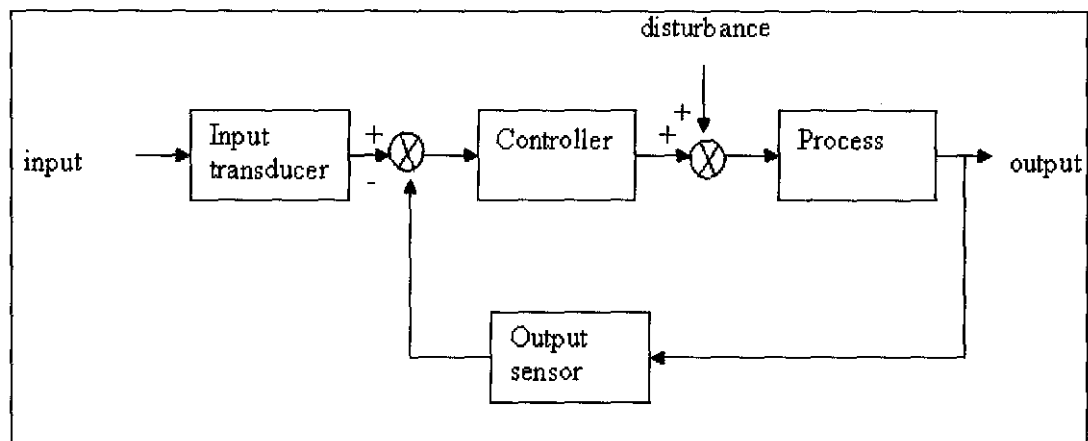 disturbance
Input
transducer
+
-
Controller
+
+
Process
input
output
Output
sensor